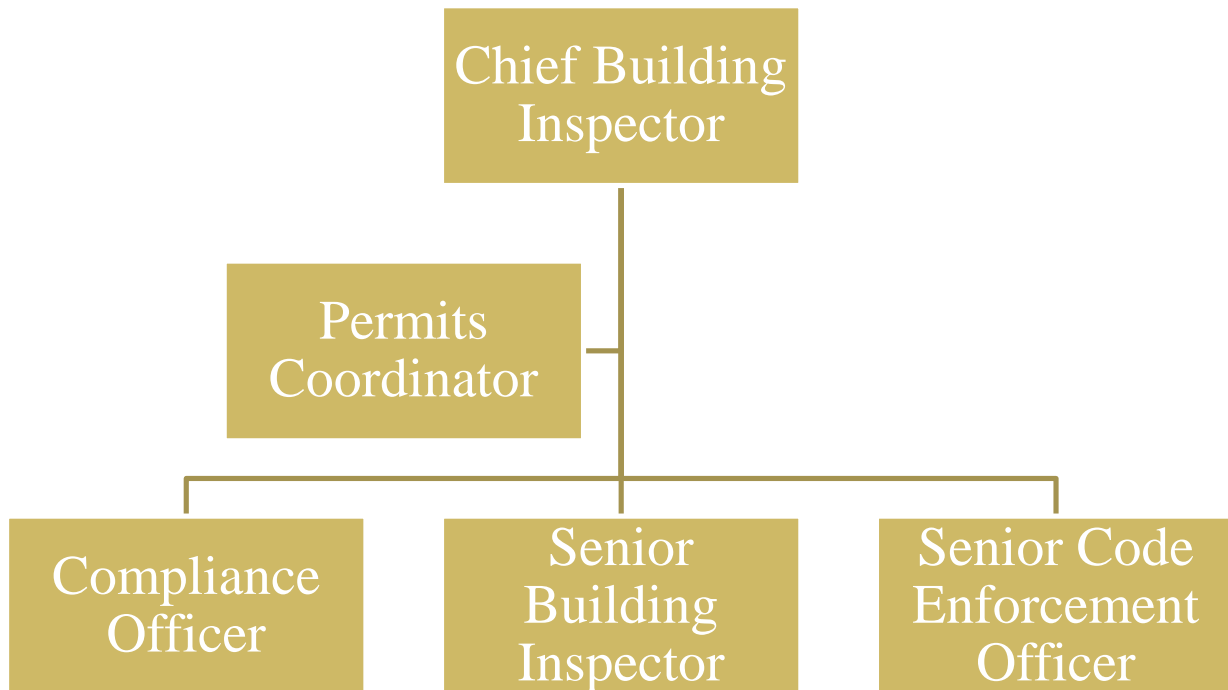 Chief Building
Inspector
Permits
Coordinator
Compliance
Officer
Senior
Building
Inspector
Senior Code
Enforcement
Officer